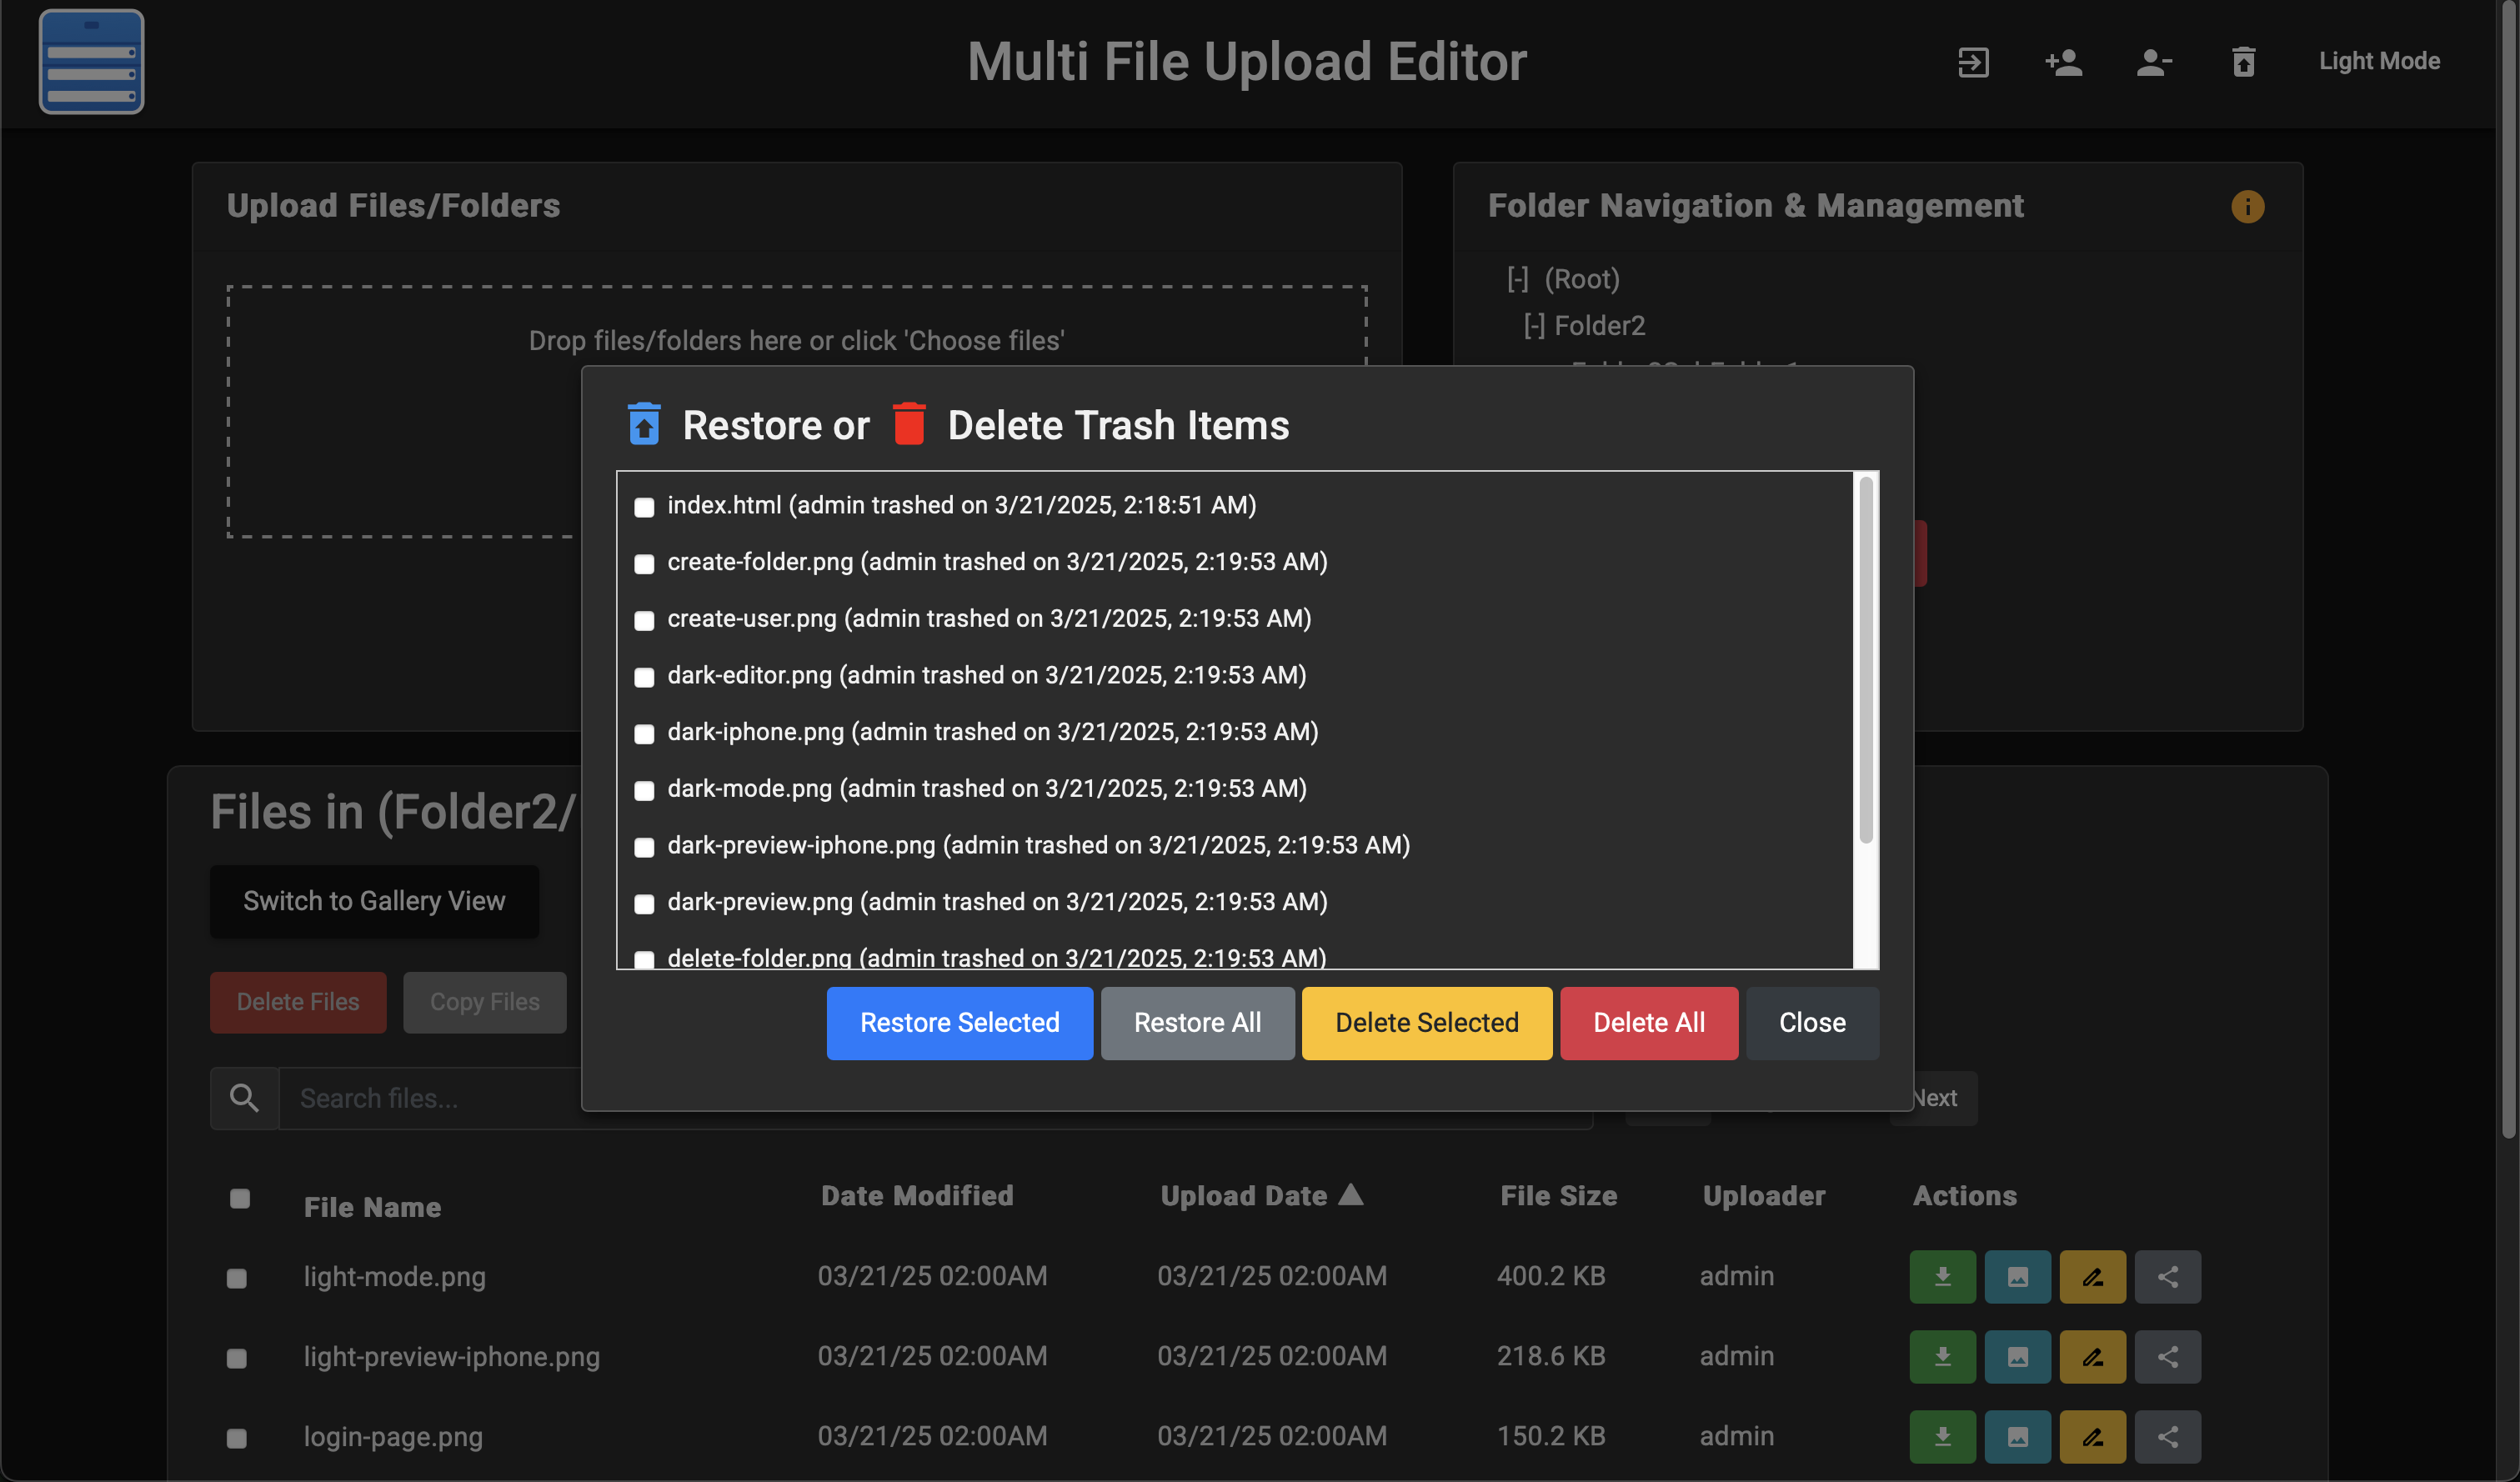 Multi File Upload Editor
Light Mode
Upload Files/Folders
Drop files/folders here or click 'Choose files'
Folder Navigation & Management
[-] (Root)
[-] Folder2
Restore or Delete Trash Items
index.html (admin trashed on 3/21/2025, 2:18:51 AM)
create-folder.png (admin trashed on 3/21/2025, 2:19:53 AM)
create-user.png (admin trashed on 3/21/2025, 2:19:53 AM)
dark-editor.png (admin trashed on 3/21/2025, 2:19:53 AM)
dark-iphone.png (admin trashed on 3/21/2025, 2:19:53 AM)
dark-mode.png (admin trashed on 3/21/2025, 2:19:53 AM)
dark-preview-iphone.png (admin trashed on 3/21/2025, 2:19:53 AM)
dark-preview.png (admin trashed on 3/21/2025, 2:19:53 AM)
delete-folder.png (admin trashed on 3/21/2025, 2:19:53 AM)
Restore Selected
Restore All
Delete Selected
Delete All
Close
Files in (Folder2/
Switch to Gallery View
Delete Files
Copy Files
Search files...
Next
File Name Date Modified Upload Date ▲ File Size Uploader Actions
light-mode.png 03/21/25 02:00AM 03/21/25 02:00AM 400.2 KB admin
light-preview-iphone.png 03/21/25 02:00AM 03/21/25 02:00AM 218.6 KB admin
login-page.png 03/21/25 02:00AM 03/21/25 02:00AM 150.2 KB admin